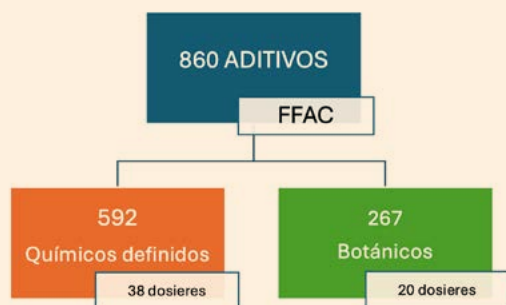 860 ADITIVOS
FFAC
592
Químicos definidos
38 dosieres
267
Botánicos
20 dosieres